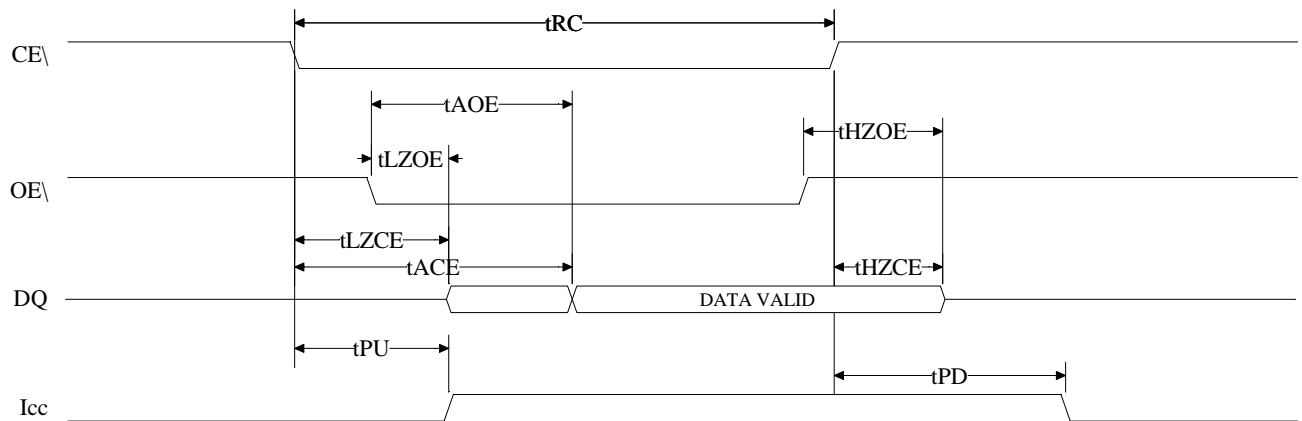 tRC
CE\
tAOE
tHZOE
tLZOE
OE\
tLZCE
tACE
tHZCE
DQ
DATA VALID
tPU
tPD
Icc